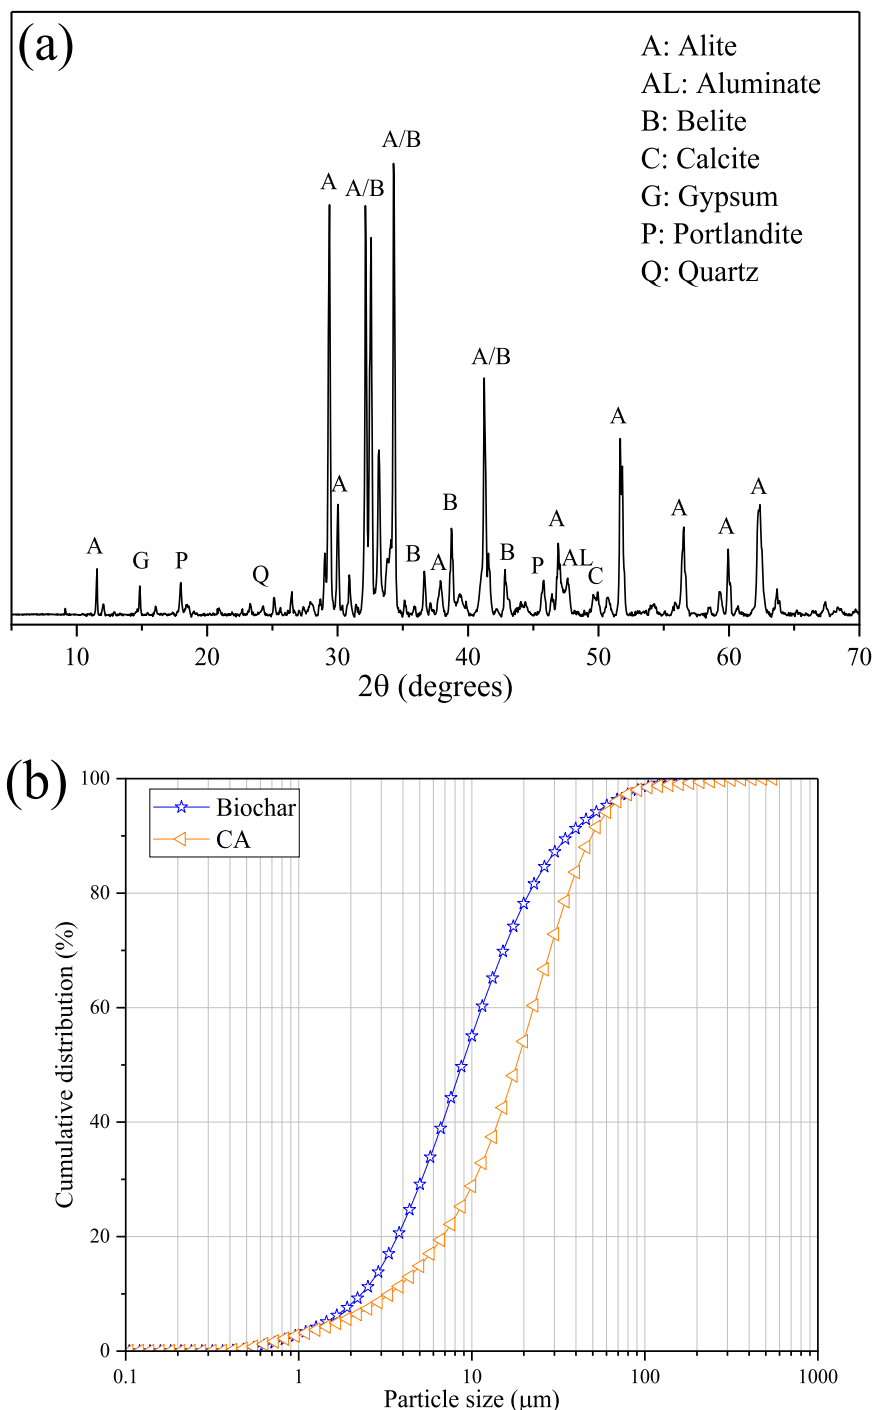 (a)
A: Alite
AL: Aluminate
B: Belite
C: Calcite
G: Gypsum
P: Portlandite
Q: Quartz
A/B
A
A/B
A/B
A
A
A
G
P
Q
B
A
B
B
A
P
AL
C
A
A
A
10
20
30
40
50
60
70
2θ (degrees)
(b)
Biochar
CA
100
80
60
40
20
0
Cumulative distribution (%)
0.1
1
10
100
1000
Particle size (μm)